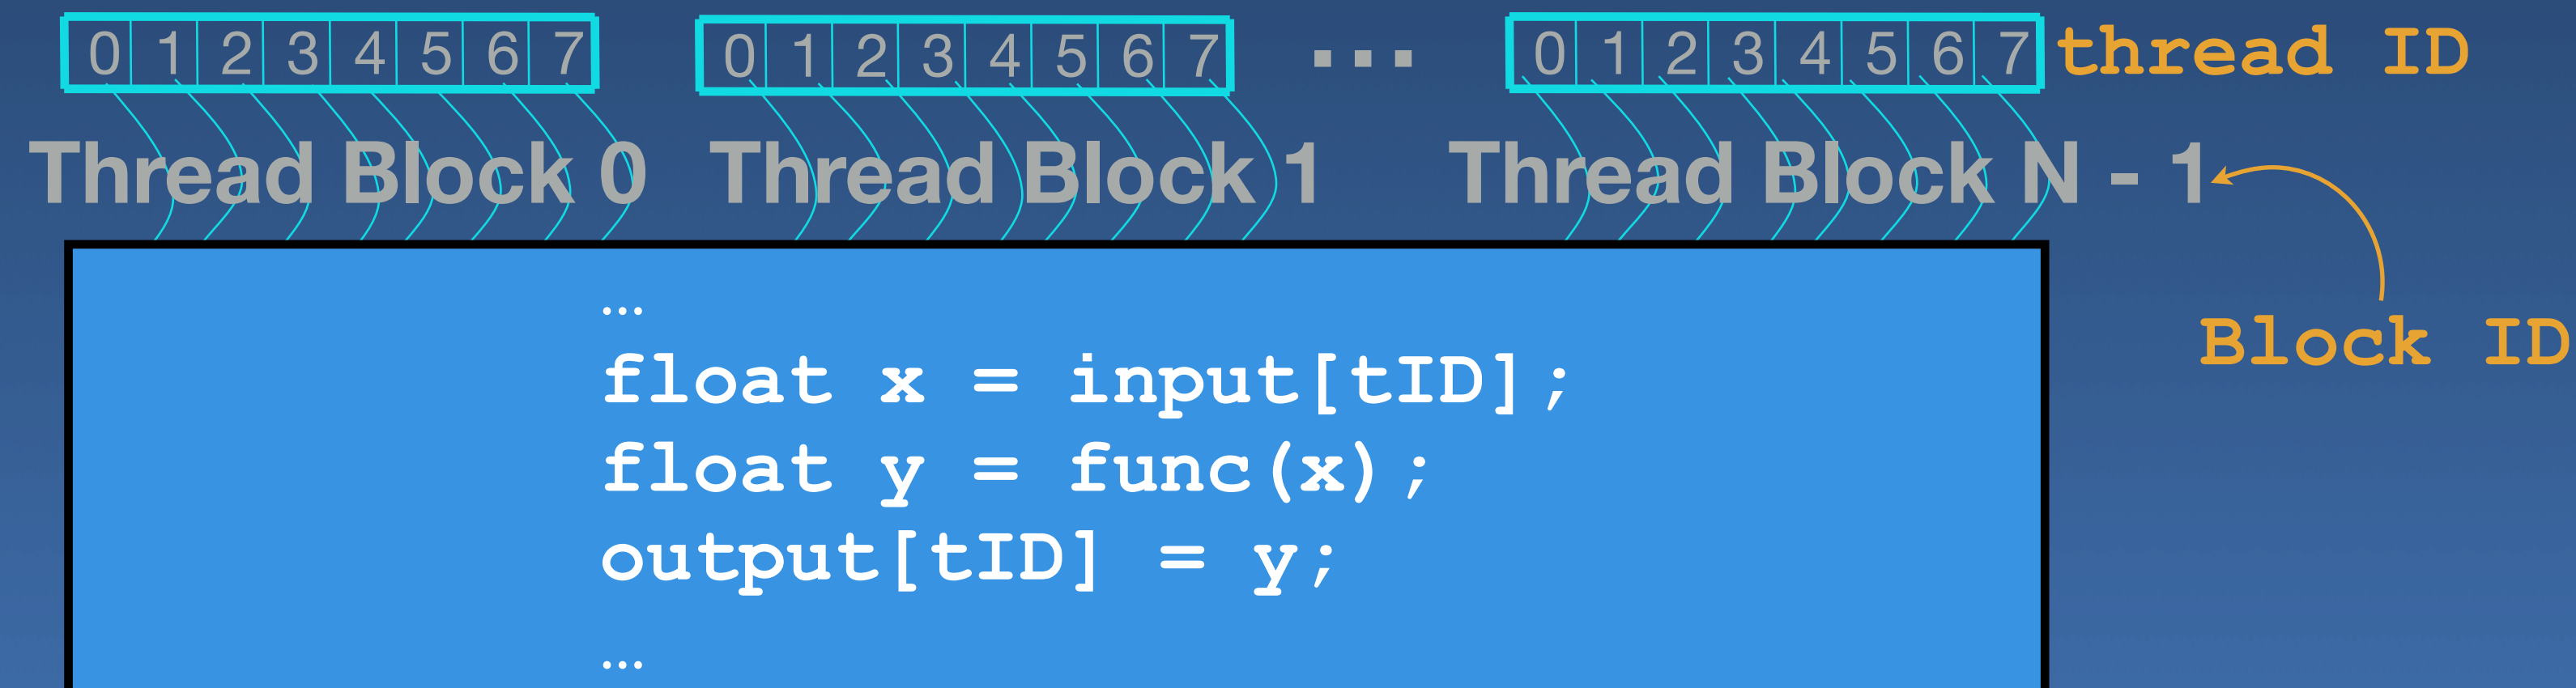 0 1 2 3 4 5 6 7 0 1 2 3 4 5 6 7 ... 0 1 2 3 4 5 6 7 thread ID
Thread Block 0 Thread Block 1 Thread Block N - 1
Block ID
...
float x = input[tID];
float y = func(x);
output[tID] = y;
...